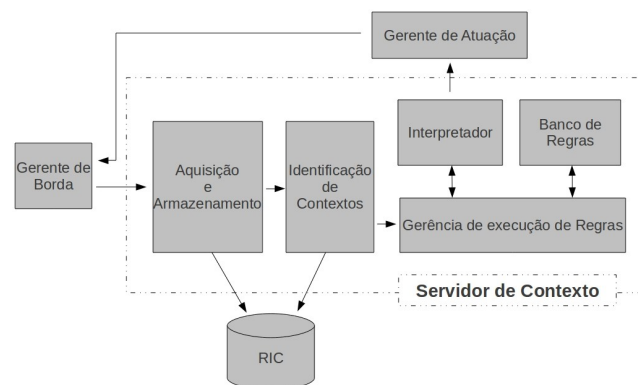 Gerente de Atuação
Gerente de
Borda
Aquisição
e
Armazenamento
Identificação
de
Contextos
Interpretador
Banco de
Regras
Gerência de execução de Regras
Servidor de Contexto
RIC